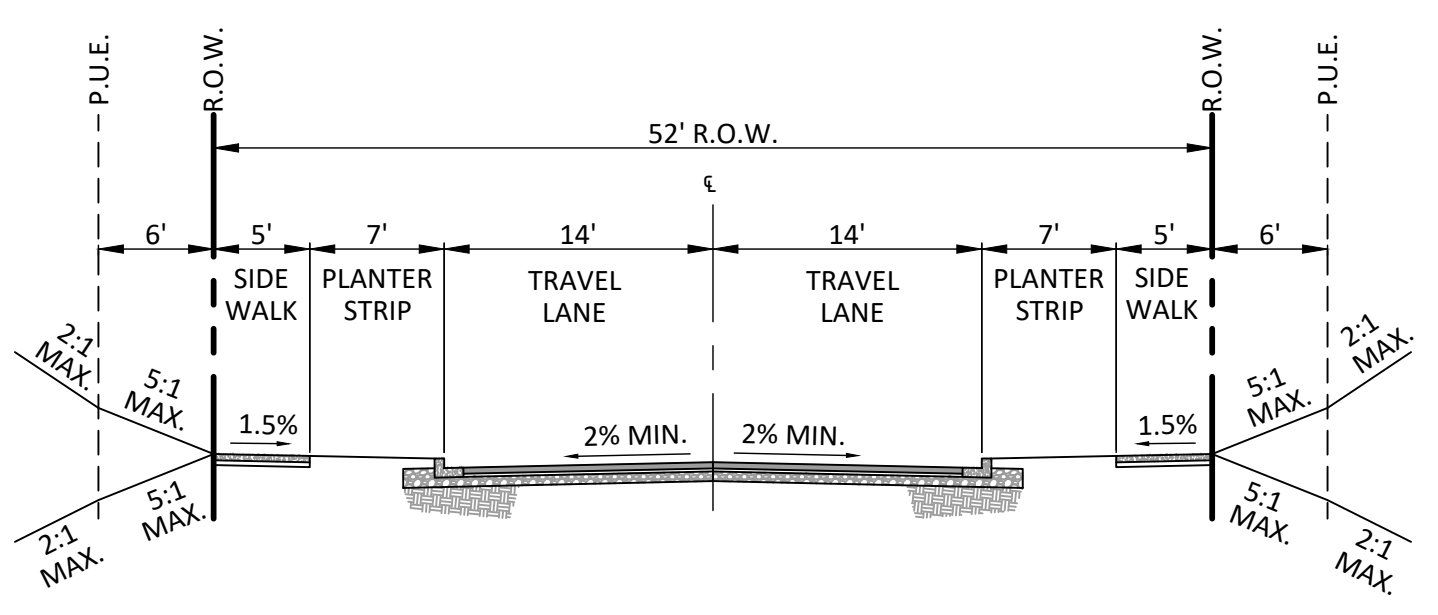 P.U.E.
R.O.W.
R.O.W.
P.U.E.
52' R.O.W.
℄
6'
5'
7'
14'
14'
7'
5'
6'
SIDE
WALK
PLANTER
STRIP
TRAVEL
LANE
TRAVEL
LANE
PLANTER
STRIP
SIDE
WALK
2:1
MAX.
5:1
MAX.
1.5%
2% MIN.
2% MIN.
1.5%
5:1
MAX.
2:1
MAX.
2:1
MAX.
5:1
MAX.
5:1
MAX.
2:1
MAX.